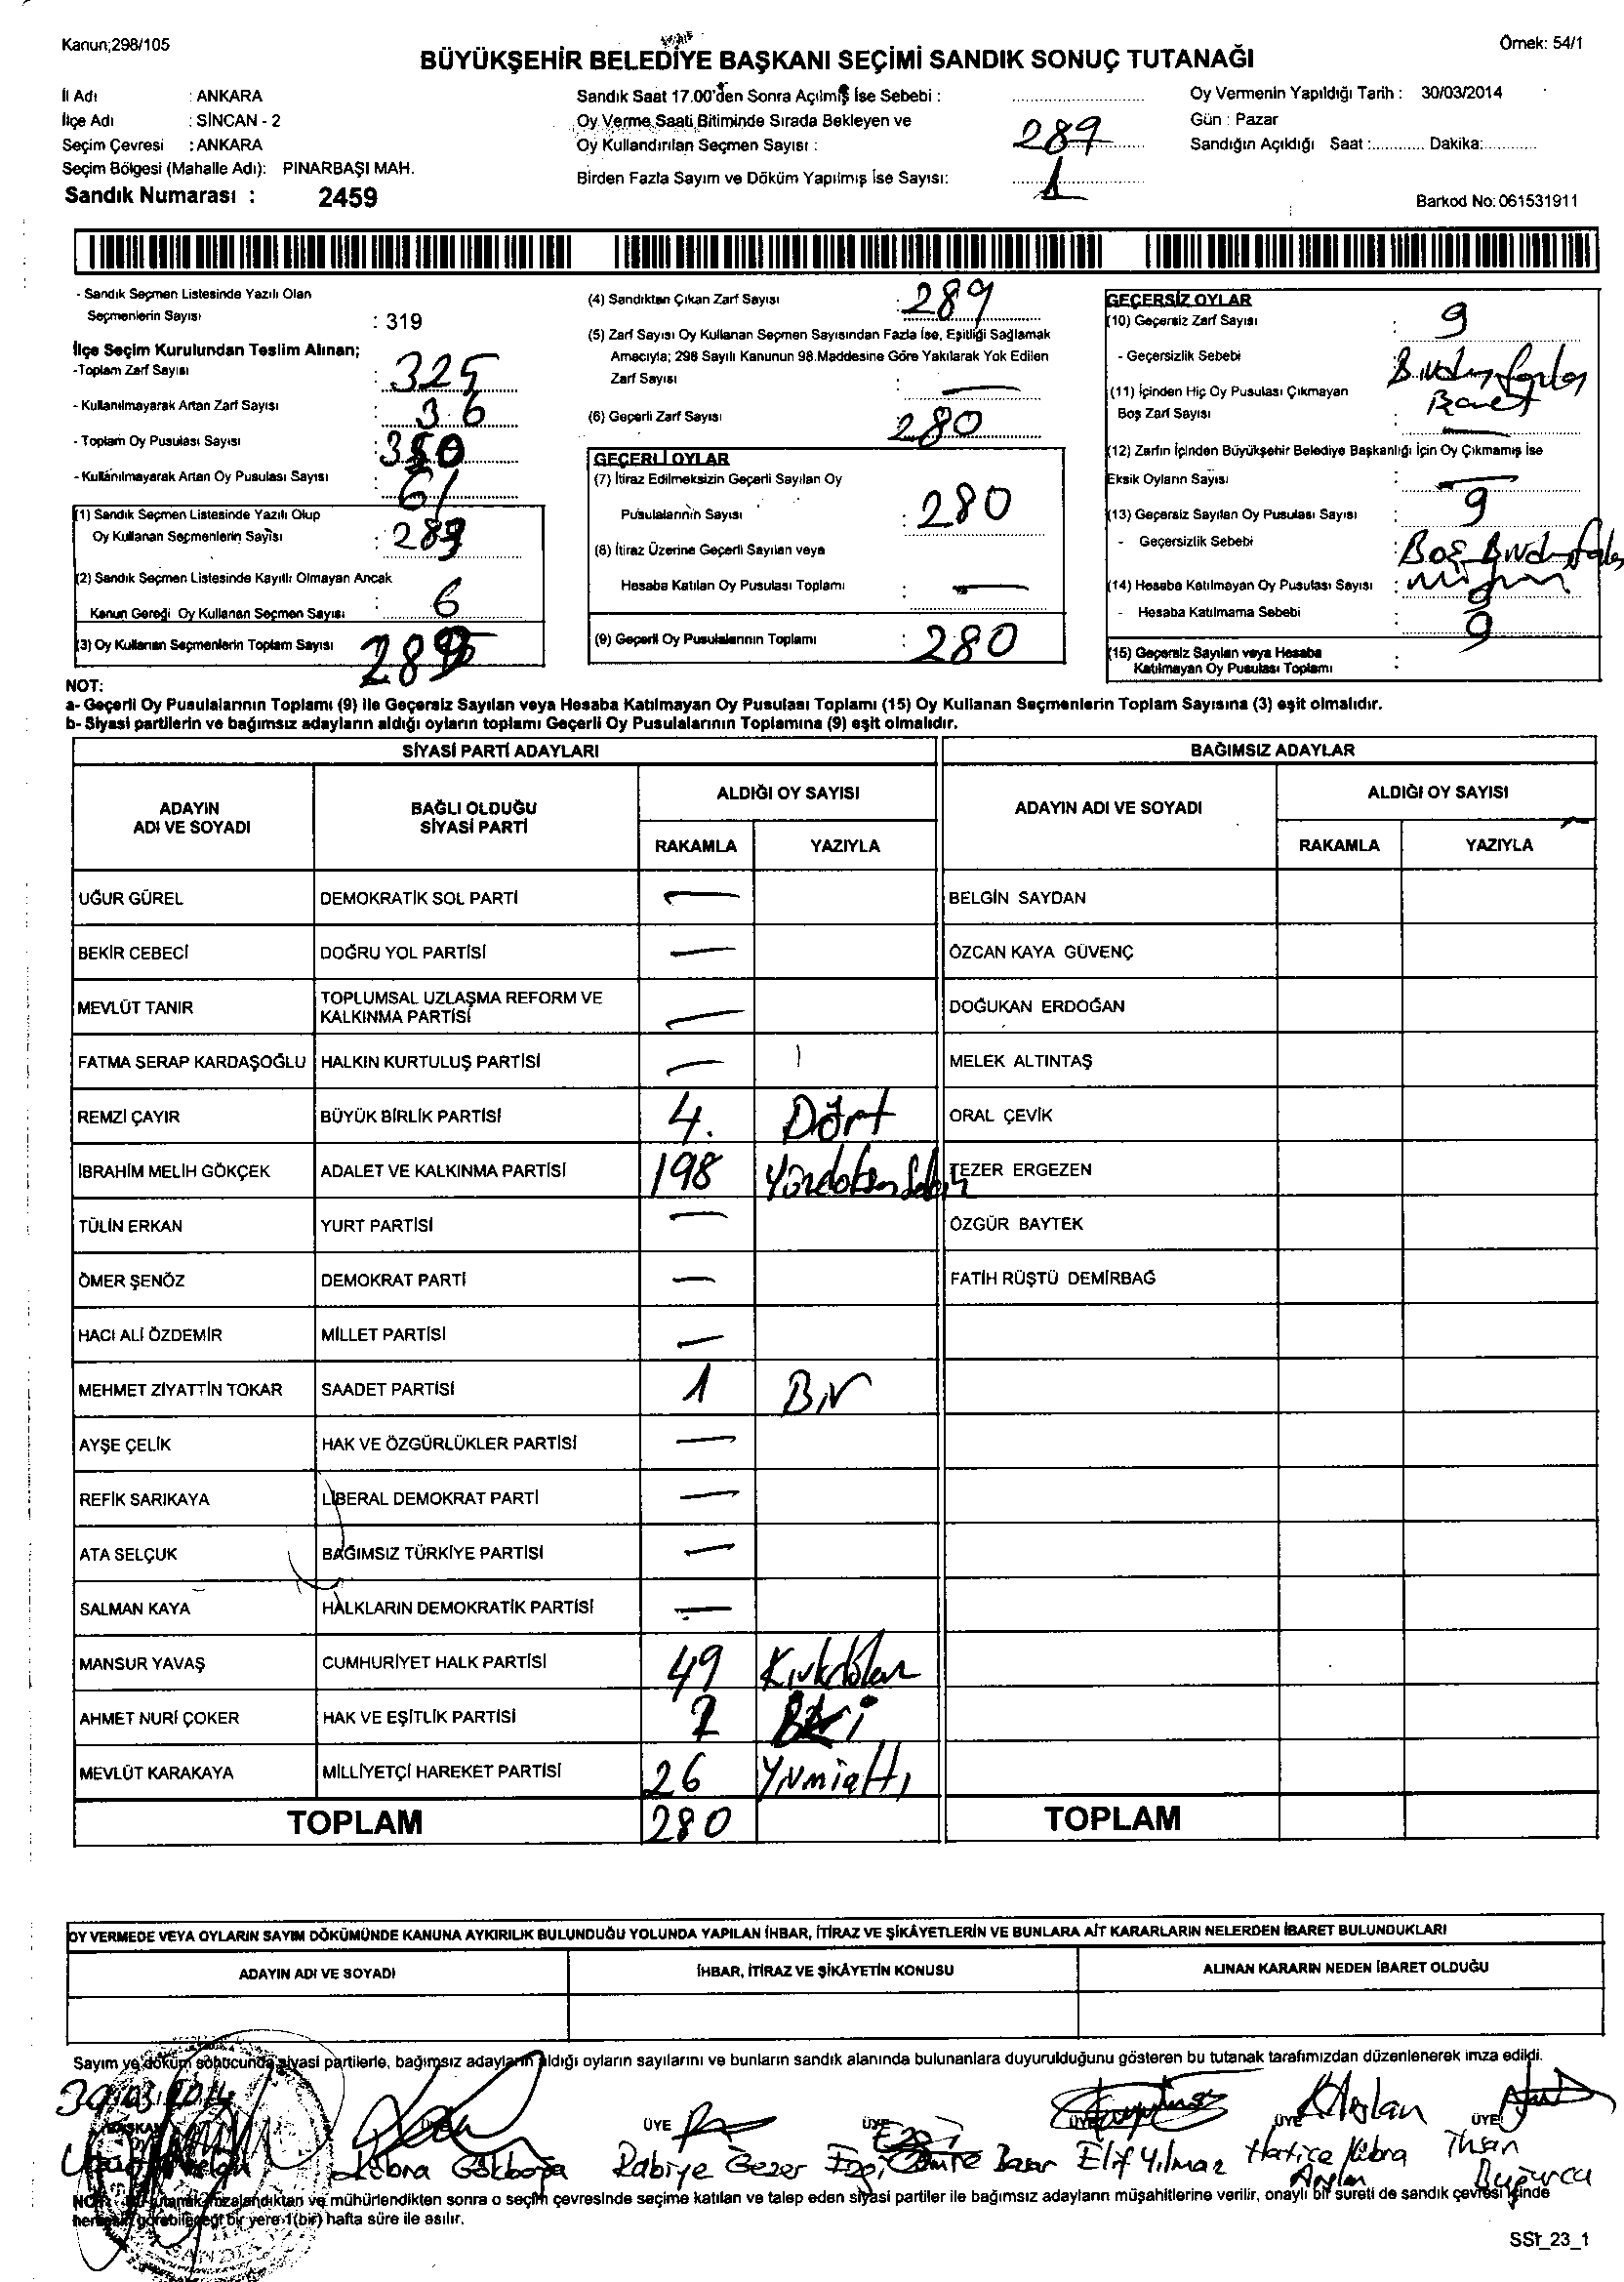 Kanun;298/105
Örnek: 54/1
BÜYÜKŞEHİR BELEDİYE BAŞKANI SEÇİMİ SANDIK SONUÇ TUTANAĞI
İl Adı : ANKARA
İlçe Adı : SİNCAN - 2
Seçim Çevresi : ANKARA
Seçim Bölgesi (Mahalle Adı): PINARBAŞI MAH.
Sandık Numarası : 2459
Sandık Saat 17.00'den Sonra Açılmış İse Sebebi :
Oy Verme Saati Bitiminde Sırada Bekleyen ve
Oy Kullandırılan Seçmen Sayısı : 289
Birden Fazla Sayım ve Döküm Yapılmış İse Sayısı: 1
Oy Vermenin Yapıldığı Tarih : 30/03/2014
Gün : Pazar
Sandığın Açıldığı Saat :............ Dakika:............
Barkod No: 061531911
- Sandık Seçmen Listesinde Yazılı Olan
Seçmenlerin Sayısı : 319
İlçe Seçim Kurulundan Teslim Alınan;
-Toplam Zarf Sayısı : 325
- Kullanılmayarak Artan Zarf Sayısı : 36
- Toplam Oy Pusulası Sayısı : 350
- Kullanılmayarak Artan Oy Pusulası Sayısı : 61
(1) Sandık Seçmen Listesinde Yazılı Olup
Oy Kullanan Seçmenlerin Sayısı :
(2) Sandık Seçmen Listesinde Kayıtlı Olmayan Ancak
Kanun Gereği Oy Kullanan Seçmen Sayısı : 6
(3) Oy Kullanan Seçmenlerin Toplam Sayısı
(4) Sandıktan Çıkan Zarf Sayısı : 289
(5) Zarf Sayısı Oy Kullanan Seçmen Sayısından Fazla İse, Eşitliği Sağlamak
Amacıyla; 298 Sayılı Kanunun 98.Maddesine Göre Yakılarak Yok Edilen
Zarf Sayısı : —
(6) Geçerli Zarf Sayısı 280
GEÇERLİ OYLAR
(7) İtiraz Edilmeksizin Geçerli Sayılan Oy
Pusulalarının Sayısı : 280
(8) İtiraz Üzerine Geçerli Sayılan veya
Hesaba Katılan Oy Pusulası Toplamı : —
(9) Geçerli Oy Pusulalarının Toplamı : 280
GEÇERSİZ OYLAR
(10) Geçersiz Zarf Sayısı : 9
- Geçersizlik Sebebi
(11) İçinden Hiç Oy Pusulası Çıkmayan
Boş Zarf Sayısı : —
(12) Zarfın İçinden Büyükşehir Belediye Başkanlığı İçin Oy Çıkmamış İse
Eksik Oyların Sayısı : —
(13) Geçersiz Sayılan Oy Pusulası Sayısı : 9
- Geçersizlik Sebebi : Boş
(14) Hesaba Katılmayan Oy Pusulası Sayısı : 9
- Hesaba Katılmama Sebebi :
(15) Geçersiz Sayılan veya Hesaba
Katılmayan Oy Pusulası Toplamı : 9
NOT:
a- Geçerli Oy Pusulalarının Toplamı (9) ile Geçersiz Sayılan veya Hesaba Katılmayan Oy Pusulası Toplamı (15) Oy Kullanan Seçmenlerin Toplam Sayısına (3) eşit olmalıdır.
b- Siyasi partilerin ve bağımsız adayların aldığı oyların toplamı Geçerli Oy Pusulalarının Toplamına (9) eşit olmalıdır.
SİYASİ PARTİ ADAYLARI BAĞIMSIZ ADAYLAR
ADAYIN ADI VE SOYADI BAĞLI OLDUĞU SİYASİ PARTİ ALDIĞI OY SAYISI ADAYIN ADI VE SOYADI ALDIĞI OY SAYISI
RAKAMLA YAZIYLA RAKAMLA YAZIYLA
UĞUR GÜREL DEMOKRATİK SOL PARTİ — BELGİN SAYDAN
BEKİR CEBECİ DOĞRU YOL PARTİSİ — ÖZCAN KAYA GÜVENÇ
MEVLÜT TANIR TOPLUMSAL UZLAŞMA REFORM VE KALKINMA PARTİSİ — DOĞUKAN ERDOĞAN
FATMA SERAP KARDAŞOĞLU HALKIN KURTULUŞ PARTİSİ — MELEK ALTINTAŞ
REMZİ ÇAYIR BÜYÜK BİRLİK PARTİSİ 4. Dört ORAL ÇEVİK
İBRAHİM MELİH GÖKÇEK ADALET VE KALKINMA PARTİSİ 198 TEZER ERGEZEN
TÜLİN ERKAN YURT PARTİSİ — ÖZGÜR BAYTEK
ÖMER ŞENÖZ DEMOKRAT PARTİ — FATİH RÜŞTÜ DEMİRBAĞ
HACI ALİ ÖZDEMİR MİLLET PARTİSİ —
MEHMET ZİYATTİN TOKAR SAADET PARTİSİ 1 Bir
AYŞE ÇELİK HAK VE ÖZGÜRLÜKLER PARTİSİ —
REFİK SARIKAYA LİBERAL DEMOKRAT PARTİ —
ATA SELÇUK BAĞIMSIZ TÜRKİYE PARTİSİ —
SALMAN KAYA HALKLARIN DEMOKRATİK PARTİSİ —
MANSUR YAVAŞ CUMHURİYET HALK PARTİSİ 49
AHMET NURİ ÇOKER HAK VE EŞİTLİK PARTİSİ 2
MEVLÜT KARAKAYA MİLLİYETÇİ HAREKET PARTİSİ 26 Yirmialtı
TOPLAM 280 TOPLAM
OY VERMEDE VEYA OYLARIN SAYIM DÖKÜMÜNDE KANUNA AYKIRILIK BULUNDUĞU YOLUNDA YAPILAN İHBAR, İTİRAZ VE ŞİKÂYETLERİN VE BUNLARA AİT KARARLARIN NELERDEN İBARET BULUNDUKLARI
ADAYIN ADI VE SOYADI İHBAR, İTİRAZ VE ŞİKÂYETİN KONUSU ALINAN KARARIN NEDEN İBARET OLDUĞU
Sayım ve döküm sonucunda siyasi partilerle, bağımsız adayların aldığı oyların sayılarını ve bunların sandık alanında bulunanlara duyurulduğunu gösteren bu tutanak tarafımızdan düzenlenerek imza edildi.
30/03/2014
BAŞKAN ÜYE ÜYE ÜYE ÜYE ÜYE
Kübra Gökboğa Rabiye Gezer Ezgi Emire Basar Elif Yılmaz Hatice Kübra Arslan İhsan Buğurcu
NOT: Bu tutanak imzalandıktan ve mühürlendikten sonra o seçim çevresinde seçime katılan ve talep eden siyasi partiler ile bağımsız adayların müşahitlerine verilir, onaylı bir sureti de sandık çevresi içinde
herkesin görebileceği bir yere 1(bir) hafta süre ile asılır.
SST_23_1